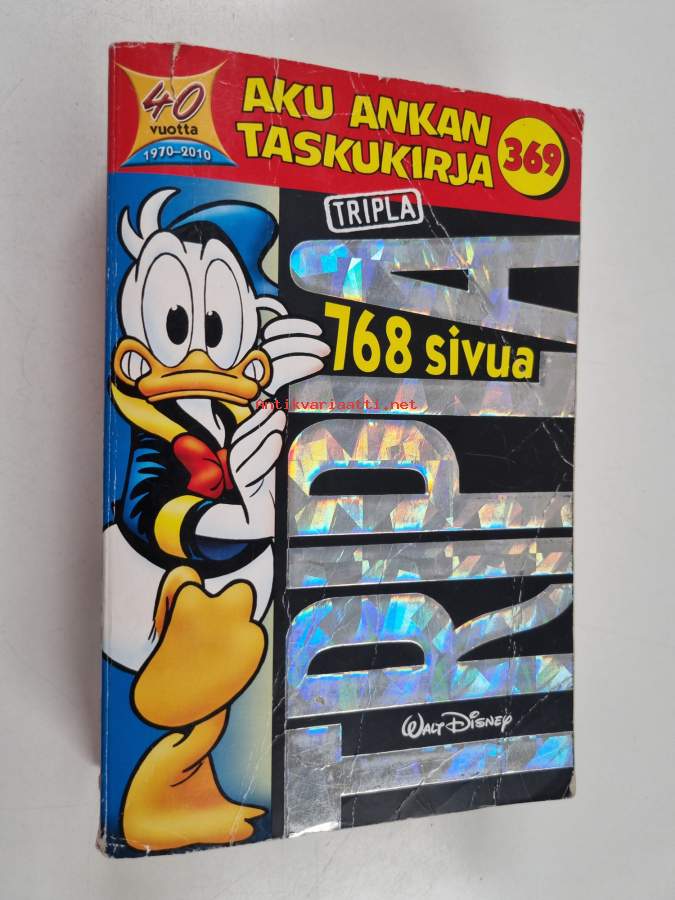 40
vuotta
1970-2010
AKU ANKAN
TASKUKIRJA
369
TRIPLA
768 sivua
Antikvariaatti.net
TRIPLA
WALT DISNEY